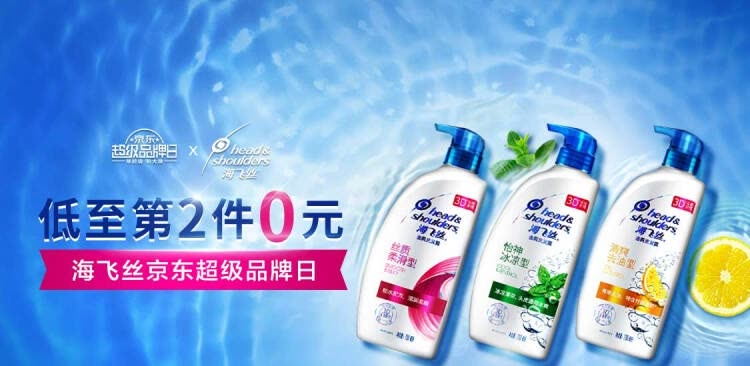 京东
超级品牌日
X
head&
shoulders
海飞丝
低至第2件0元
海飞丝京东超级品牌日
3D
head&
shoulders
海飞丝
丝质
柔滑型
3D
head&
shoulders
海飞丝
怡神
冰凉型
3D
head&
shoulders
海飞丝
清爽
去油型